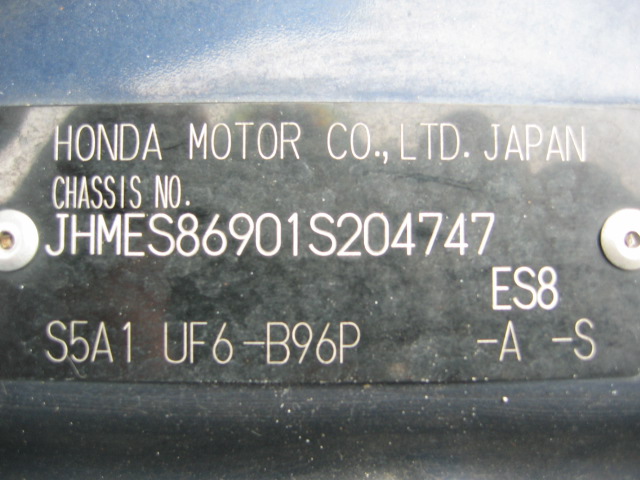 HONDA MOTOR CO.,LTD. JAPAN
CHASSIS NO.
JHMES86901S204747
ES8
S5A1 UF6-B96P -A -S